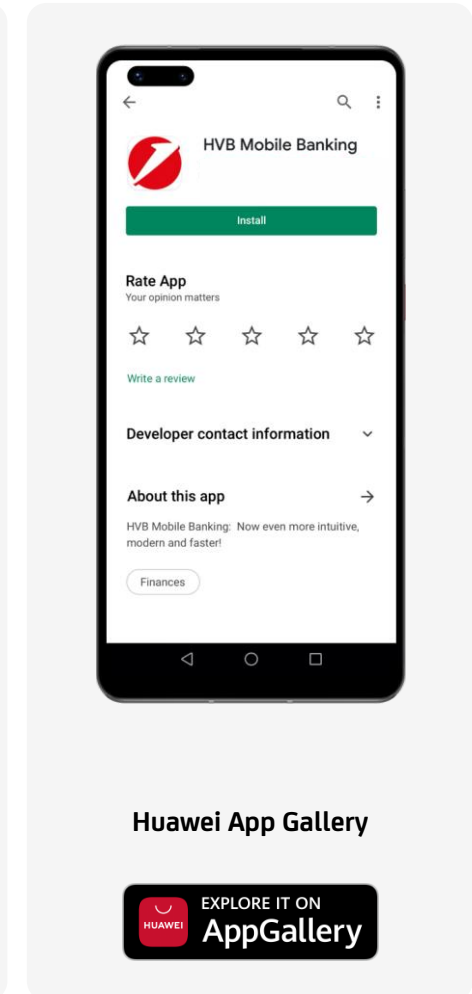 HVB Mobile Banking
Install
Rate App
Your opinion matters
Write a review
Developer contact information
About this app
HVB Mobile Banking: Now even more intuitive,
modern and faster!
Finances
Huawei App Gallery
HUAWEI
EXPLORE IT ON
AppGallery